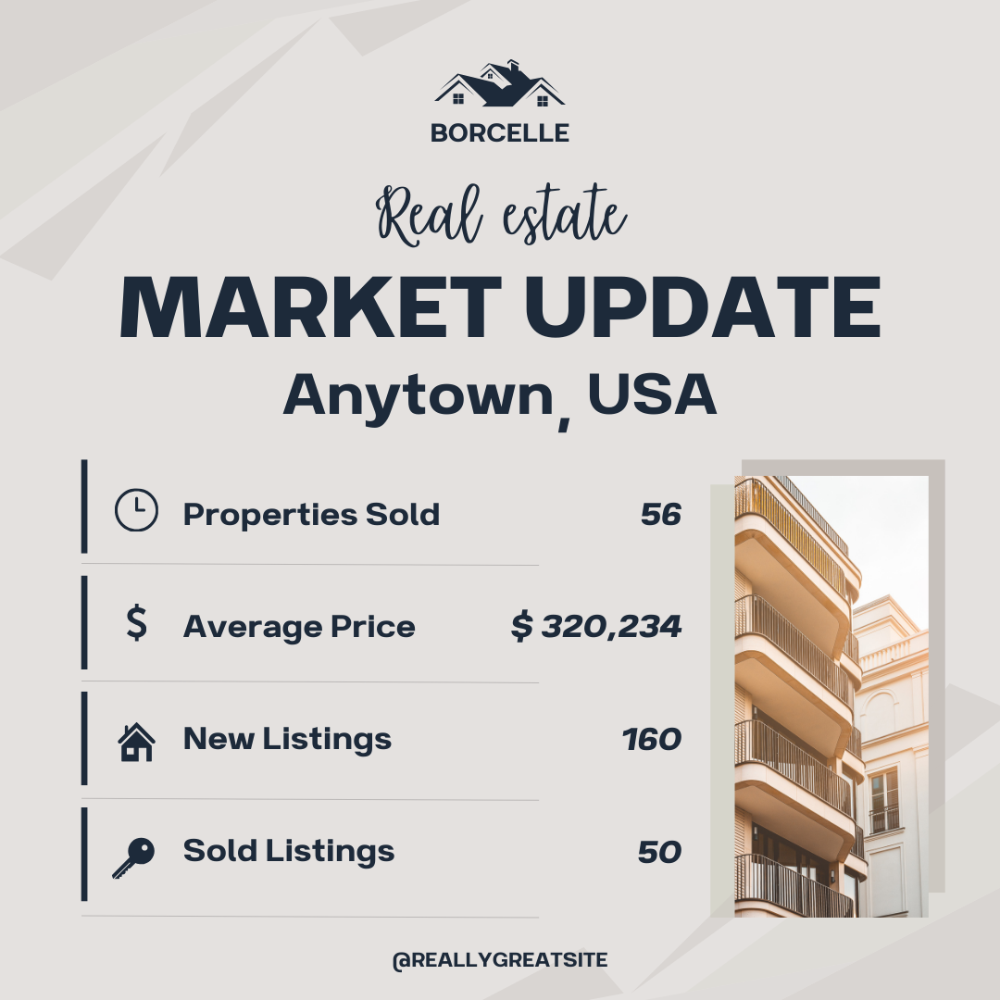 BORCELLE
Real estate
MARKET UPDATE
Anytown, USA
Properties Sold 56
$ Average Price $ 320,234
New Listings 160
Sold Listings 50
@REALLYGREATSITE